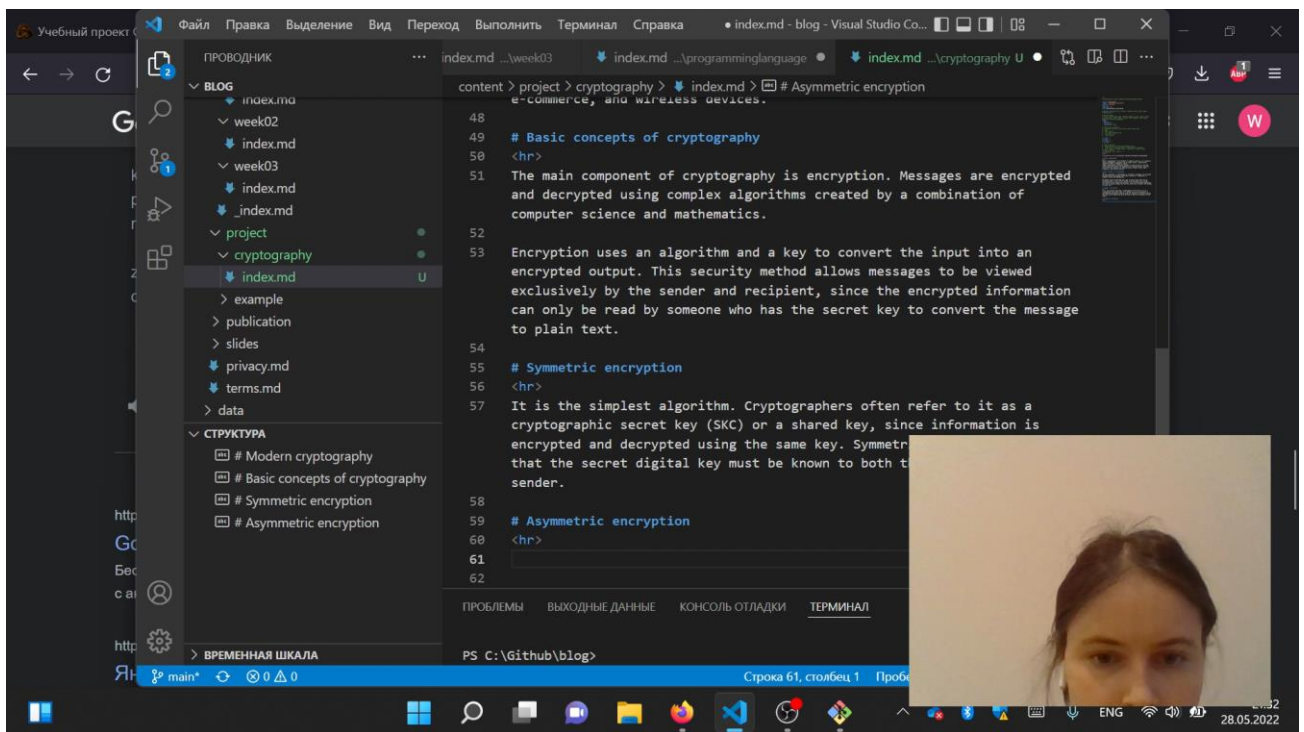 Учебный проект
Файл Правка Выделение Вид Переход Выполнить Терминал Справка
● index.md - blog - Visual Studio Co...
ПРОВОДНИК ...
index.md ...\week03
index.md ...\programminglanguage ●
index.md ...\cryptography U ●
BLOG
content > project > cryptography > index.md > # Asymmetric encryption
index.md
week02
index.md
week03
index.md
_index.md
project
cryptography
index.md U
example
publication
slides
privacy.md
terms.md
data
СТРУКТУРА
# Modern cryptography
# Basic concepts of cryptography
# Symmetric encryption
# Asymmetric encryption
ВРЕМЕННАЯ ШКАЛА
e-commerce, and wireless devices.
48
49 # Basic concepts of cryptography
50 <hr>
51 The main component of cryptography is encryption. Messages are encrypted
and decrypted using complex algorithms created by a combination of
computer science and mathematics.
52
53 Encryption uses an algorithm and a key to convert the input into an
encrypted output. This security method allows messages to be viewed
exclusively by the sender and recipient, since the encrypted information
can only be read by someone who has the secret key to convert the message
to plain text.
54
55 # Symmetric encryption
56 <hr>
57 It is the simplest algorithm. Cryptographers often refer to it as a
cryptographic secret key (SKC) or a shared key, since information is
encrypted and decrypted using the same key. Symmetr
that the secret digital key must be known to both t
sender.
58
59 # Asymmetric encryption
60 <hr>
61
62
ПРОБЛЕМЫ ВЫХОДНЫЕ ДАННЫЕ КОНСОЛЬ ОТЛАДКИ ТЕРМИНАЛ
PS C:\Github\blog>
main* 0 0
Строка 61, столбец 1
ABP
W
http
Go
Бес
с а
http
Ян
ENG
28.05.2022